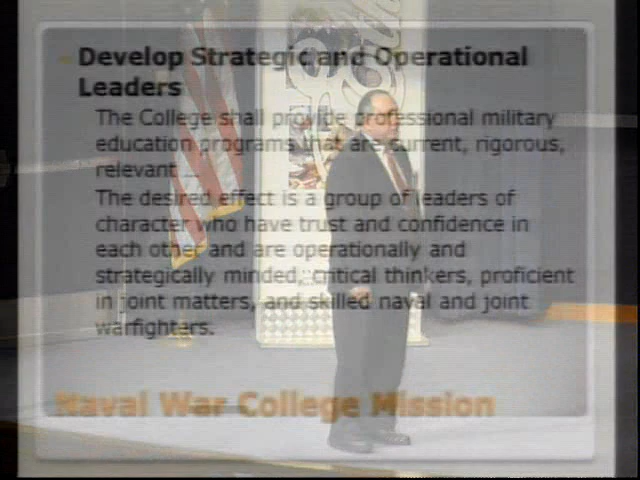 Develop Strategic and Operational
Leaders
The College shall provide professional military
education programs that are current, rigorous,
relevant ...
The desired effect is a group of leaders of
character who have trust and confidence in
each other and are operationally and
strategically minded, critical thinkers, proficient
in joint matters, and skilled naval and joint
warfighters.
Naval War College Mission